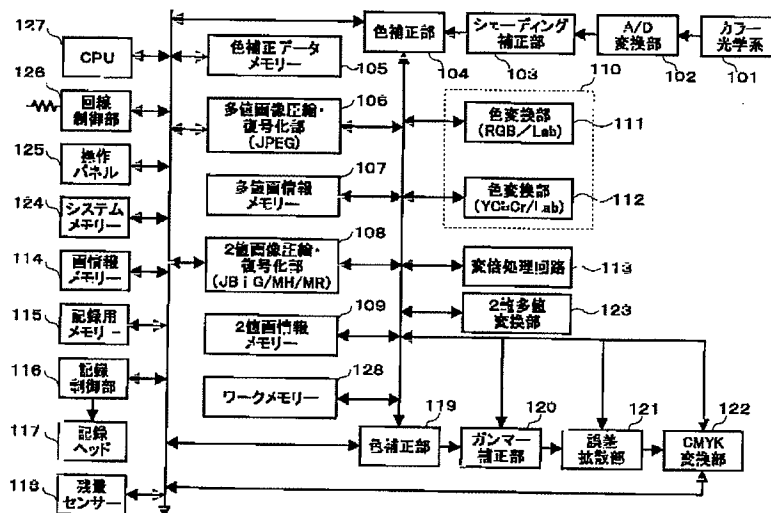 127
CPU
126
回線
制御部
125
操作
パネル
124
システム
メモリー
114
画情報
メモリー
115
記録用
メモリー
116
記録
制御部
117
記録
ヘッド
118
残量
センサー
色補正データ
メモリー
105
多値画像圧縮・
復号化部
(JPEG)
106
多値画情報
メモリー
107
2値画像圧縮・
復号化部
(JBiG/MH/MR)
108
2値画情報
メモリー
109
ワークメモリー
128
色補正部
104
シェーディング
補正部
103
A/D
変換部
102
カラー
光学系
101
110
色変換部
(RGB/Lab)
111
色変換部
(YCbCr/Lab)
112
変倍処理回路
113
2値多値
変換部
123
色補正部
119
ガンマー
補正部
120
誤差
拡散部
121
CMYK
変換部
122